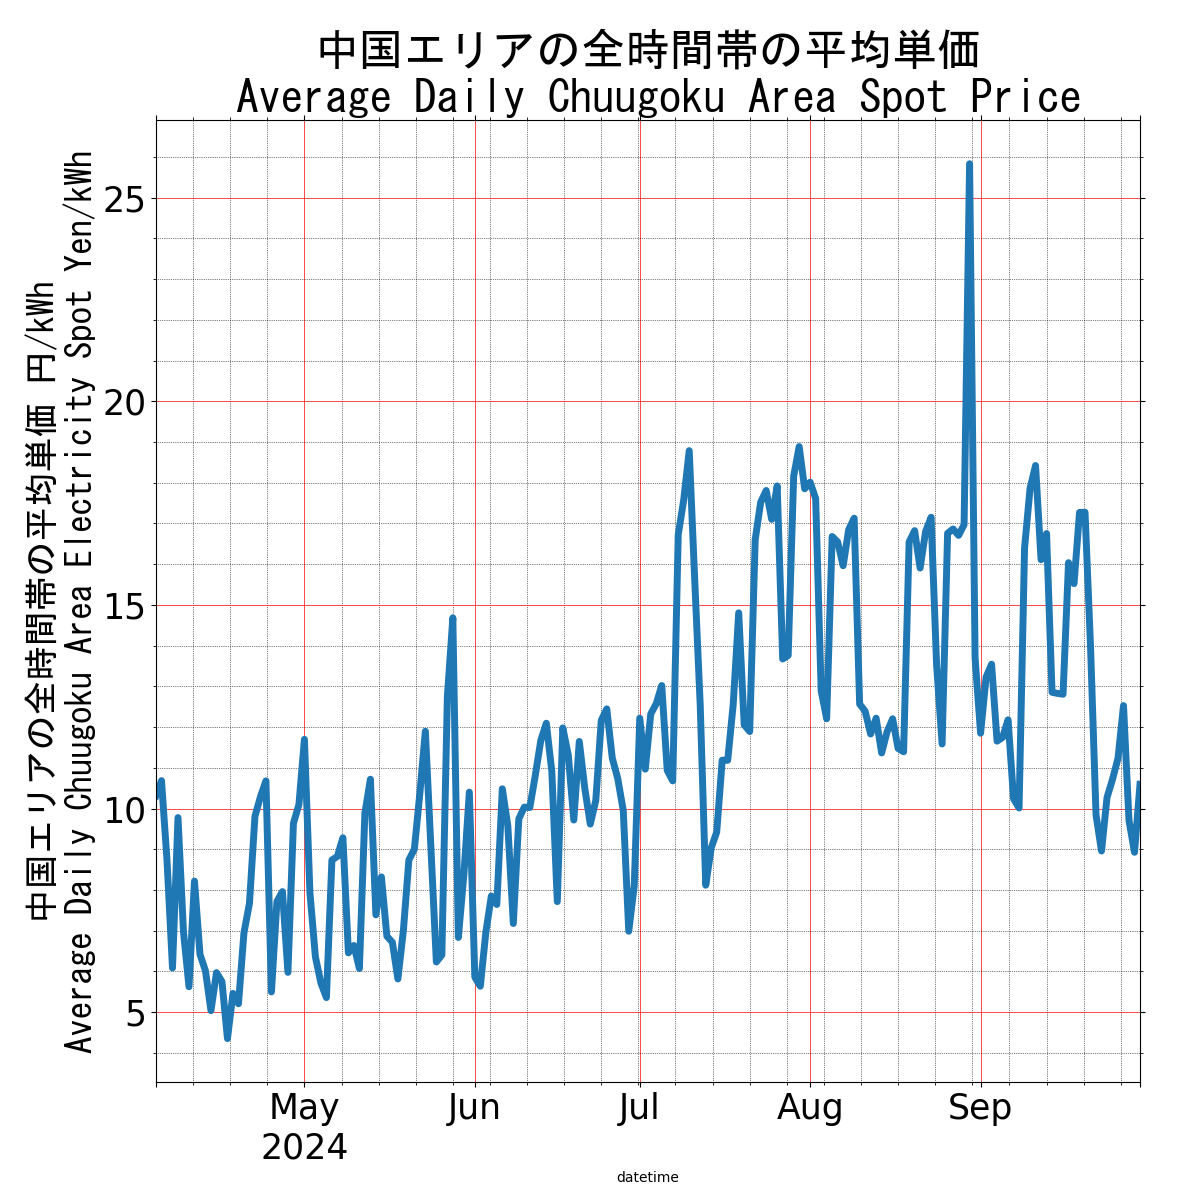 中国エリアの全時間帯の平均単価
Average Daily Chuugoku Area Spot Price
中国エリアの全時間帯の平均単価 円/kWh
Average Daily Chuugoku Area Electricity Spot Yen/kWh
25
20
15
10
5
May
2024
Jun
Jul
Aug
Sep
datetime